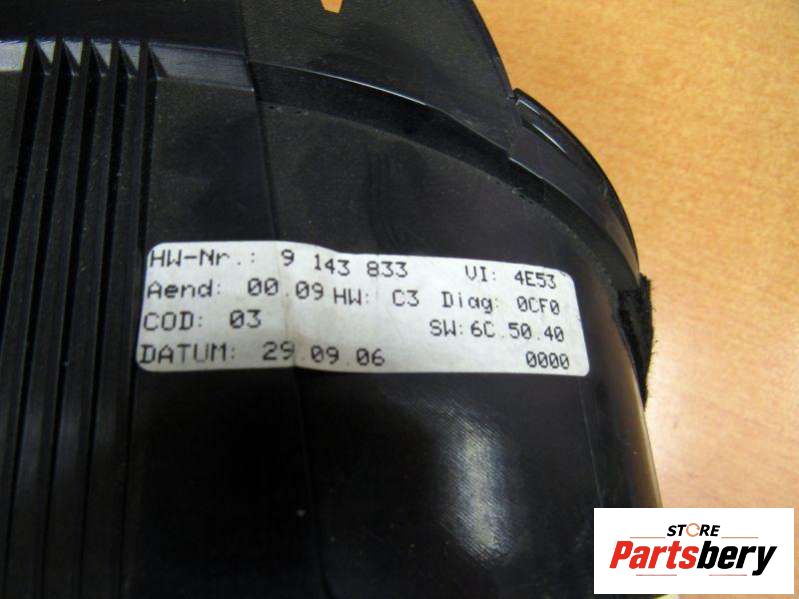 HW-Nr.: 9 143 833 VI: 4E53
Aend: 00.09 HW: C3 Diag: 0CF0
COD: 03 SW:6C.50.40
DATUM: 29.09.06 0000
STORE
Partsbery